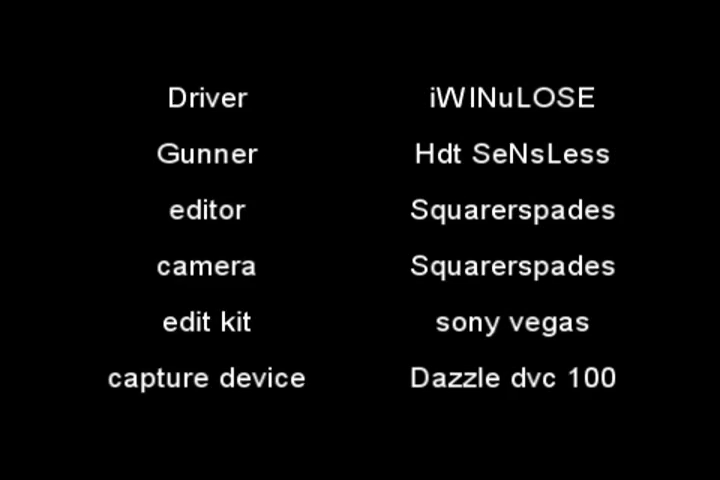 Driver iWINuLOSE
Gunner Hdt SeNsLess
editor Squarerspades
camera Squarerspades
edit kit sony vegas
capture device Dazzle dvc 100